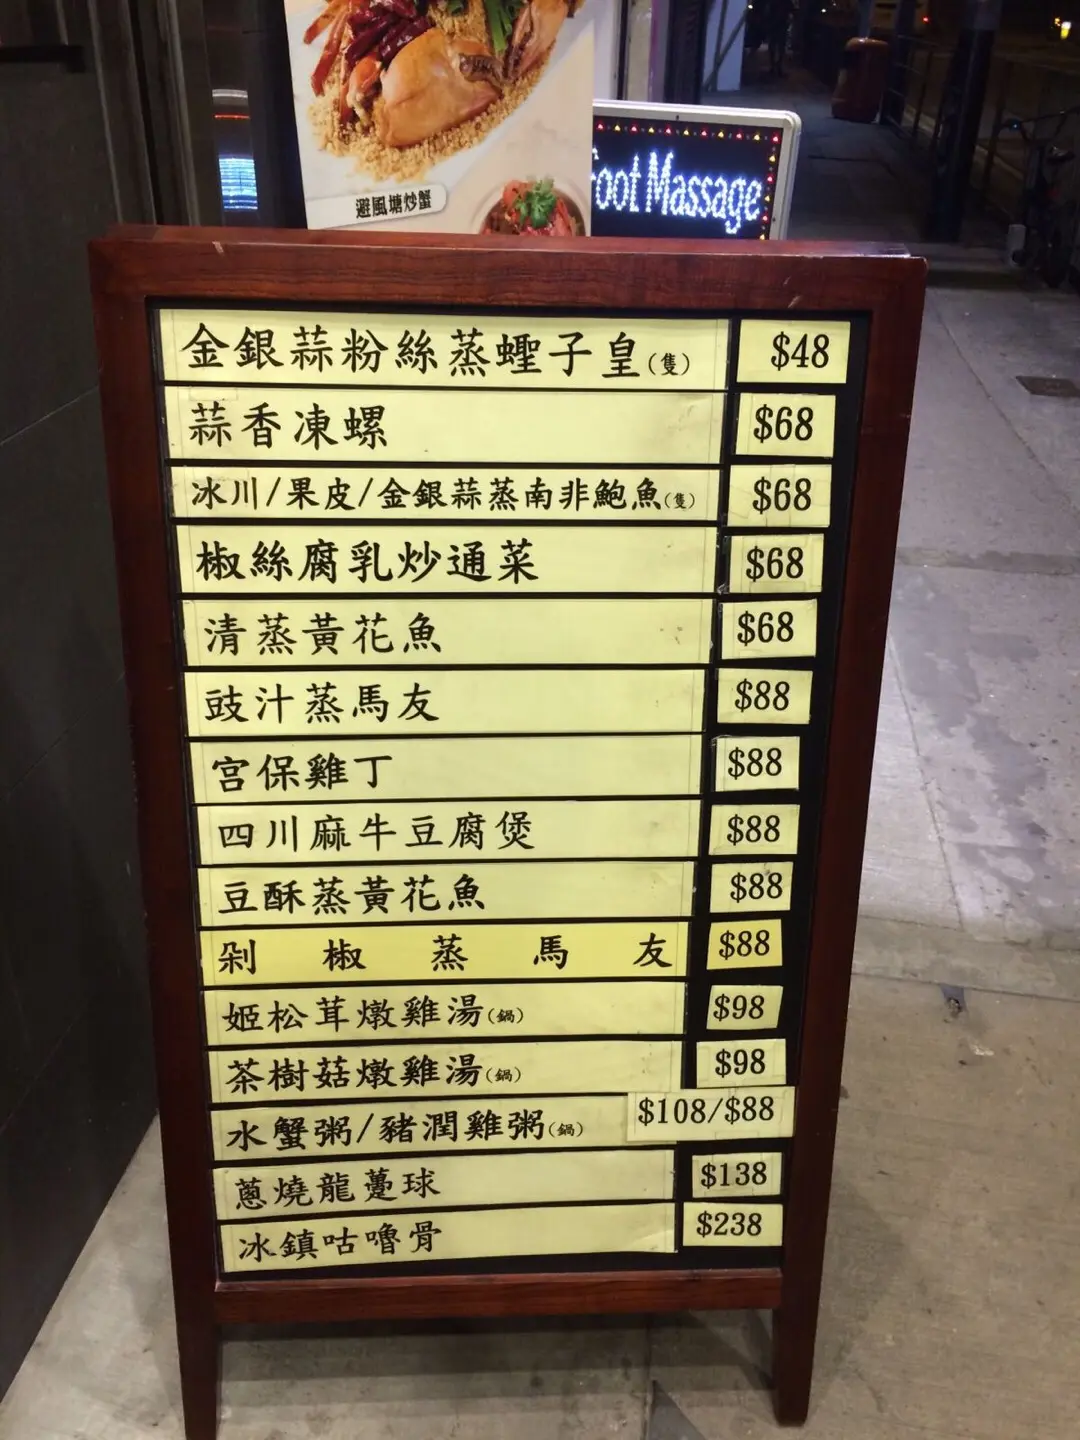 避風塘炒蟹
Foot Massage
金銀蒜粉絲蒸蟶子皇(隻) $48
蒜香凍螺 $68
冰川/果皮/金銀蒜蒸南非鮑魚(隻) $68
椒絲腐乳炒通菜 $68
清蒸黃花魚 $68
豉汁蒸馬友 $88
宮保雞丁 $88
四川麻牛豆腐煲 $88
豆酥蒸黃花魚 $88
剁椒蒸馬友 $88
姬松茸燉雞湯(鍋) $98
茶樹菇燉雞湯(鍋) $98
水蟹粥/豬潤雞粥(鍋) $108/$88
蔥燒龍躉球 $138
冰鎮咕嚕骨 $238